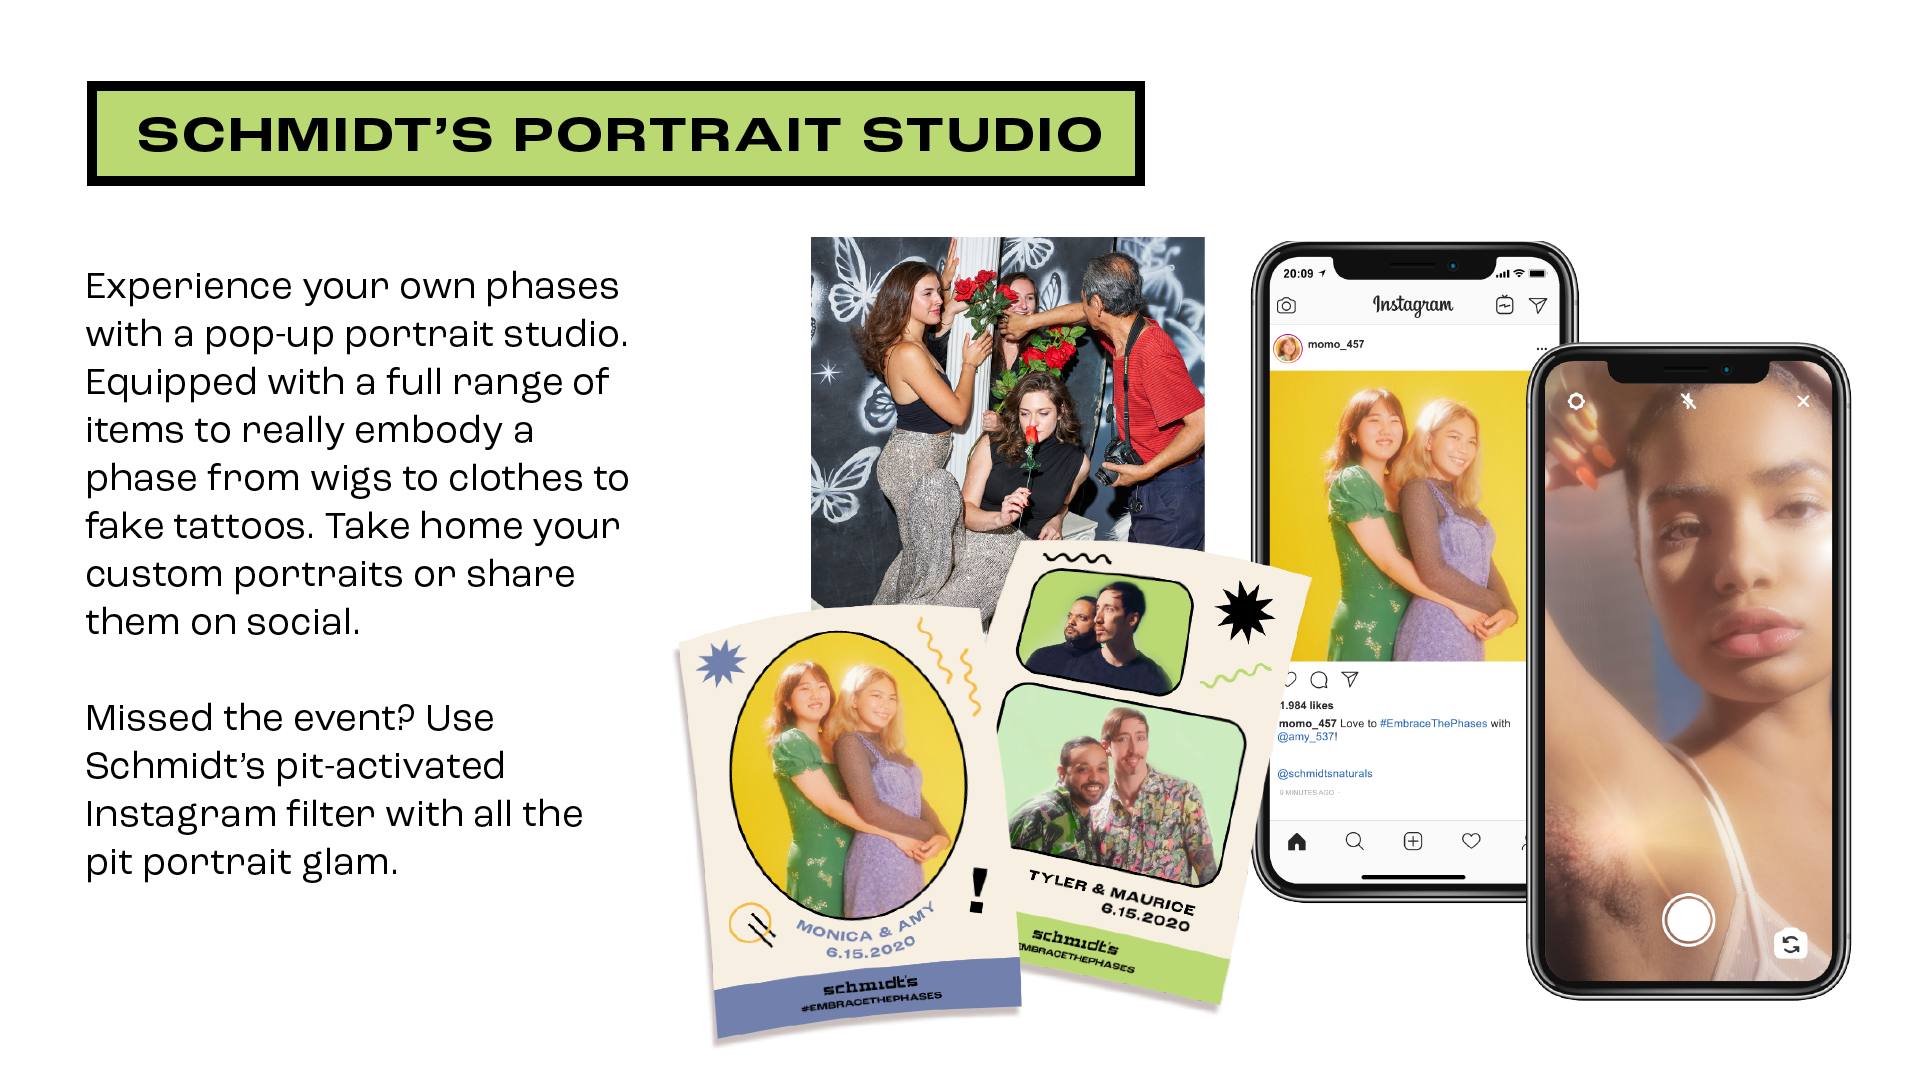 SCHMIDT'S PORTRAIT STUDIO
Experience your own phases
with a pop-up portrait studio.
Equipped with a full range of
items to really embody a
phase from wigs to clothes to
fake tattoos. Take home your
custom portraits or share
them on social.
Missed the event? Use
Schmidt's pit-activated
Instagram filter with all the
pit portrait glam.
MONICA & AMY
6.15.2020
schmidt's
#EMBRACETHEPHASES
TYLER & MAURICE
6.15.2020
schmidt's
EMBRACETHEPHASES
20:09
Instagram
momo_457
1.984 likes
momo_457 Love to #EmbraceThePhases with
@amy_537!
@schmidtsnaturals
9 MINUTES AGO